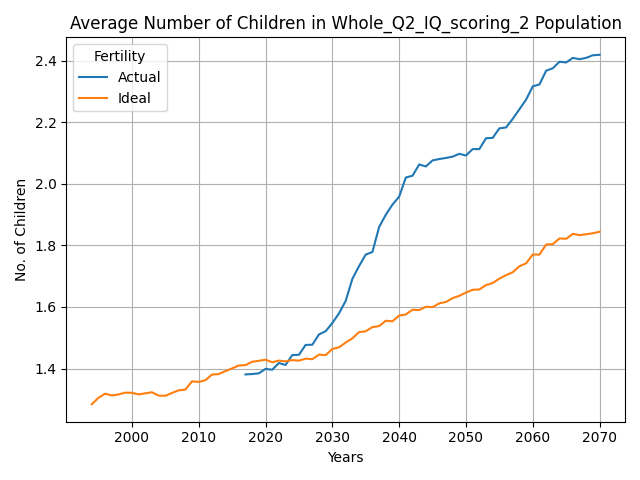 Average Number of Children in Whole_Q2_IQ_scoring_2 Population
Fertility
Actual
Ideal
No. of Children
2.4
2.2
2.0
1.8
1.6
1.4
2000 2010 2020 2030 2040 2050 2060 2070
Years